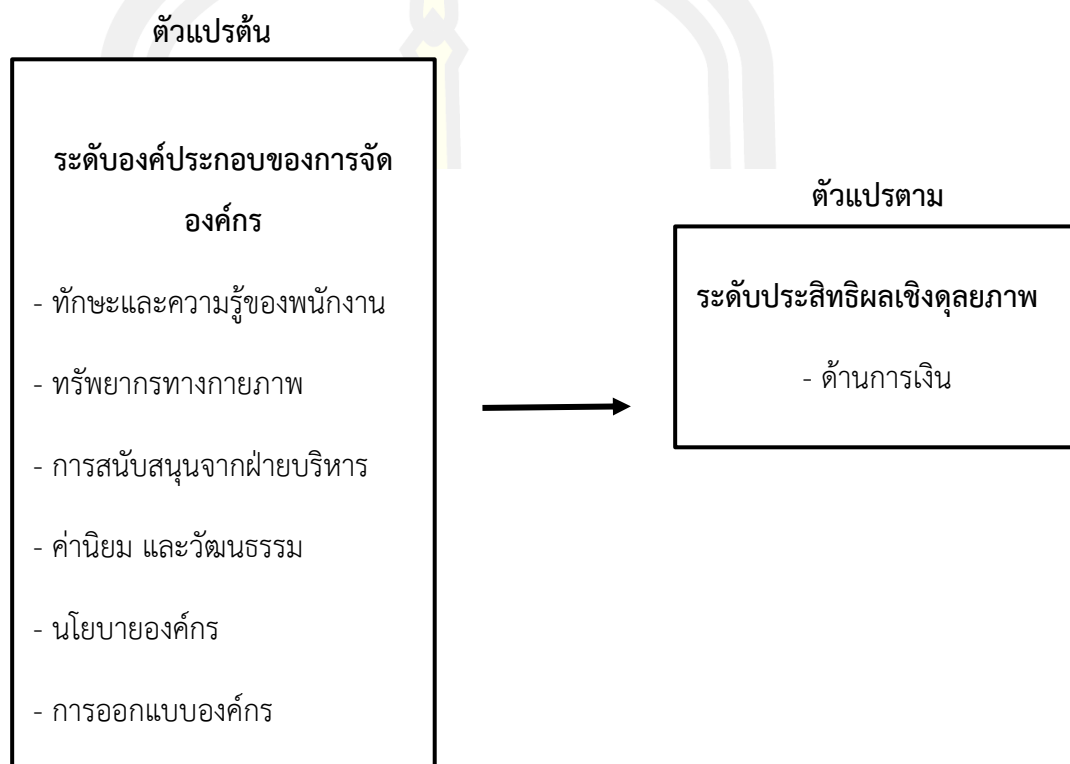 ตัวแปรต้น
ระดับองค์ประกอบของการจัด
องค์กร
- ทักษะและความรู้ของพนักงาน
- ทรัพยากรทางกายภาพ
- การสนับสนุนจากฝ่ายบริหาร
- ค่านิยม และวัฒนธรรม
- นโยบายองค์กร
- การออกแบบองค์กร
ตัวแปรตาม
ระดับประสิทธิผลเชิงดุลยภาพ
- ด้านการเงิน